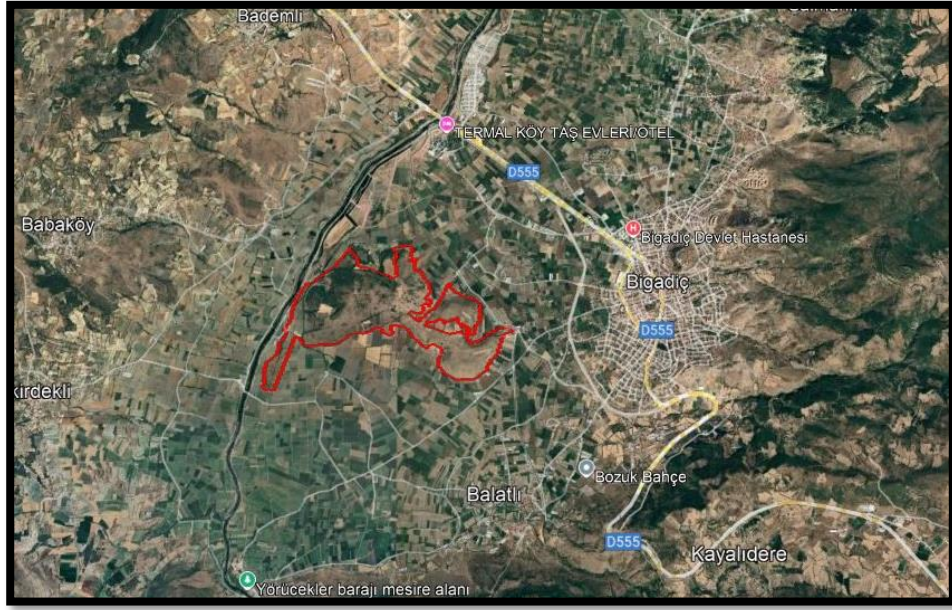 Bademli
TERMAL KÖY TAŞ EVLERİ/OTEL
D555
Babaköy
Bigadiç Devlet Hastanesi
Bigadiç
D555
Bozuk Bahçe
Balatlı
D555
Kayalıdere
Yörücekler barajı mesire alanı